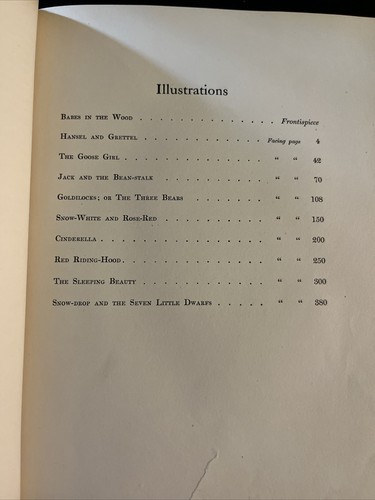 Illustrations
Babes in the Wood . . . . . . . . . . . . . . Frontispiece
Hansel and Grettel . . . . . . . . . . . . Facing page 4
The Goose Girl . . . . . . . . . . . . . . “ “ 42
Jack and the Bean-stalk . . . . . . . . . . . “ “ 70
Goldilocks; or The Three Bears . . . . . . . . “ “ 108
Snow-White and Rose-Red . . . . . . . . . . “ “ 150
Cinderella . . . . . . . . . . . . . . . . “ “ 200
Red Riding-Hood . . . . . . . . . . . . . . “ “ 250
The Sleeping Beauty . . . . . . . . . . . . “ “ 300
Snow-drop and the Seven Little Dwarfs . . . . . “ “ 380